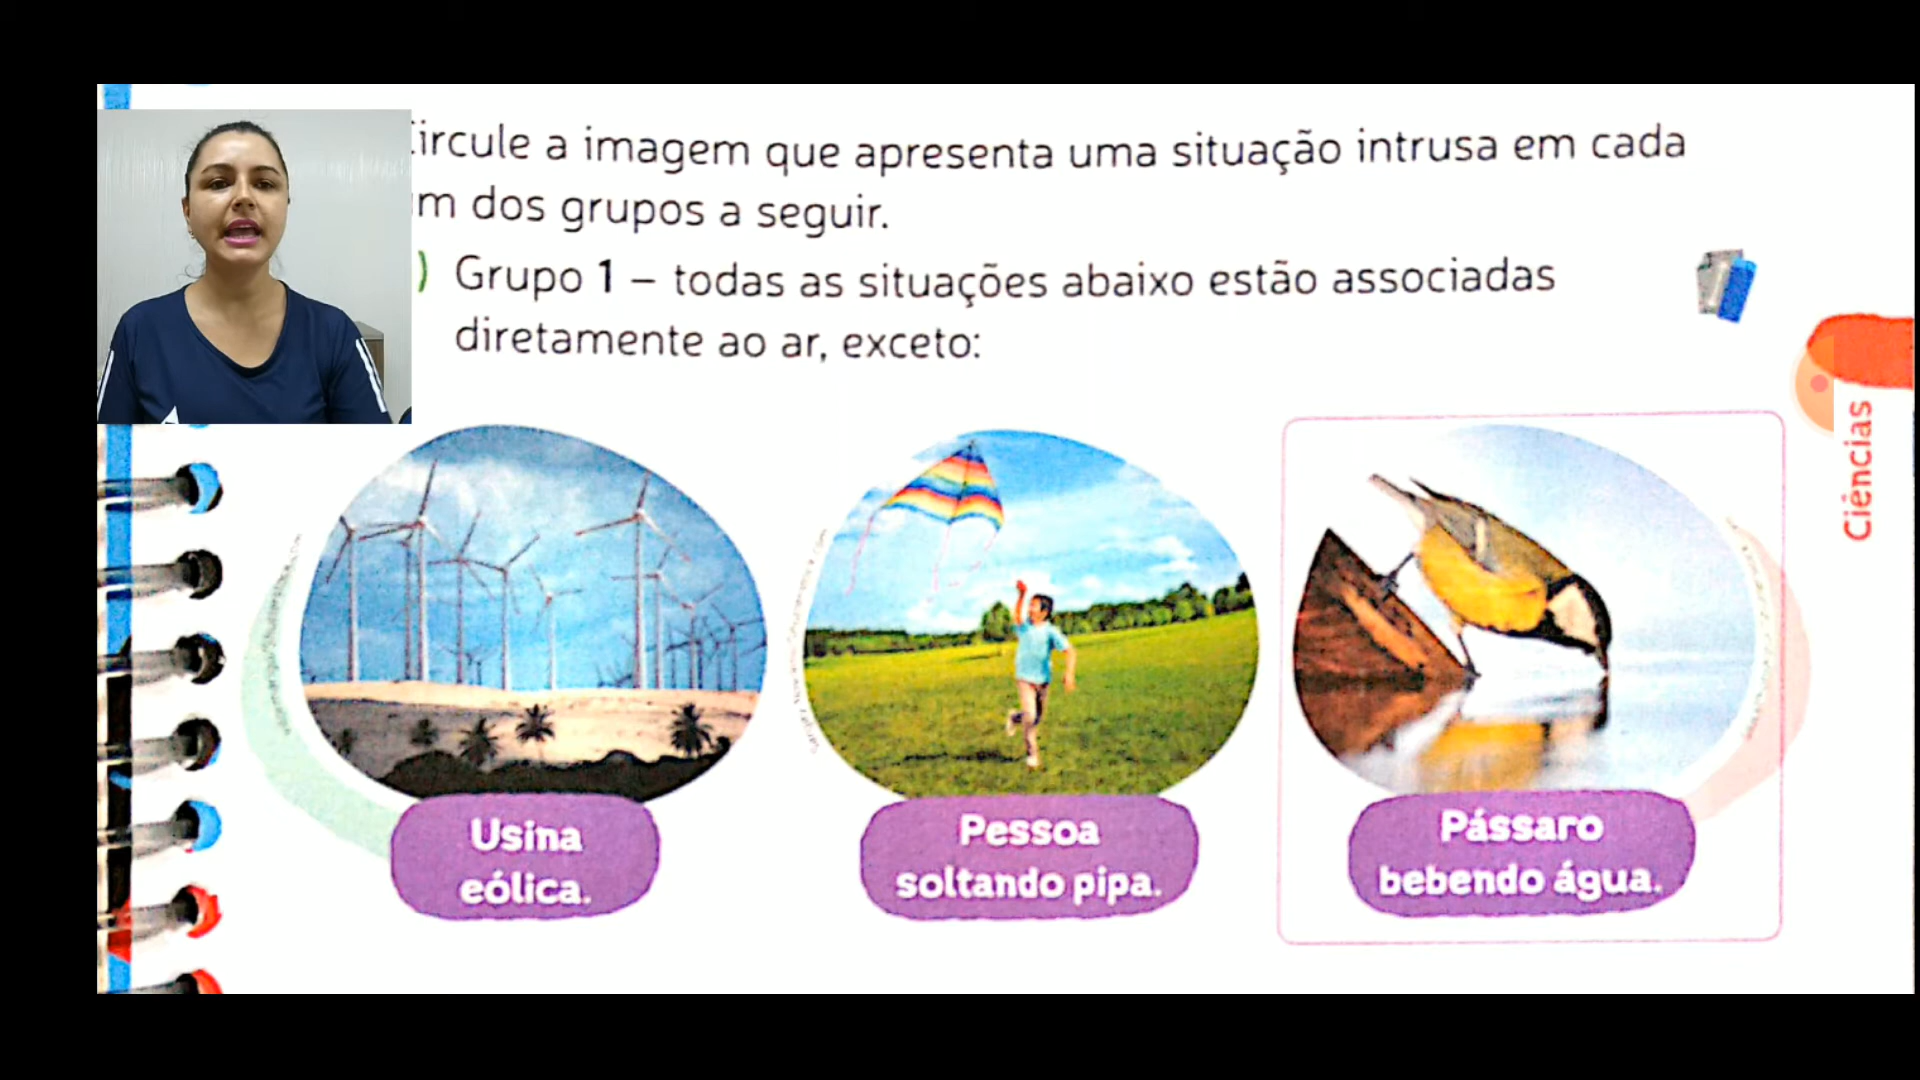 ircule a imagem que apresenta uma situação intrusa em cada
m dos grupos a seguir.
) Grupo 1 – todas as situações abaixo estão associadas
diretamente ao ar, exceto:
Ciências
Usina
eólica.
Pessoa
soltando pipa.
Pássaro
bebendo água.